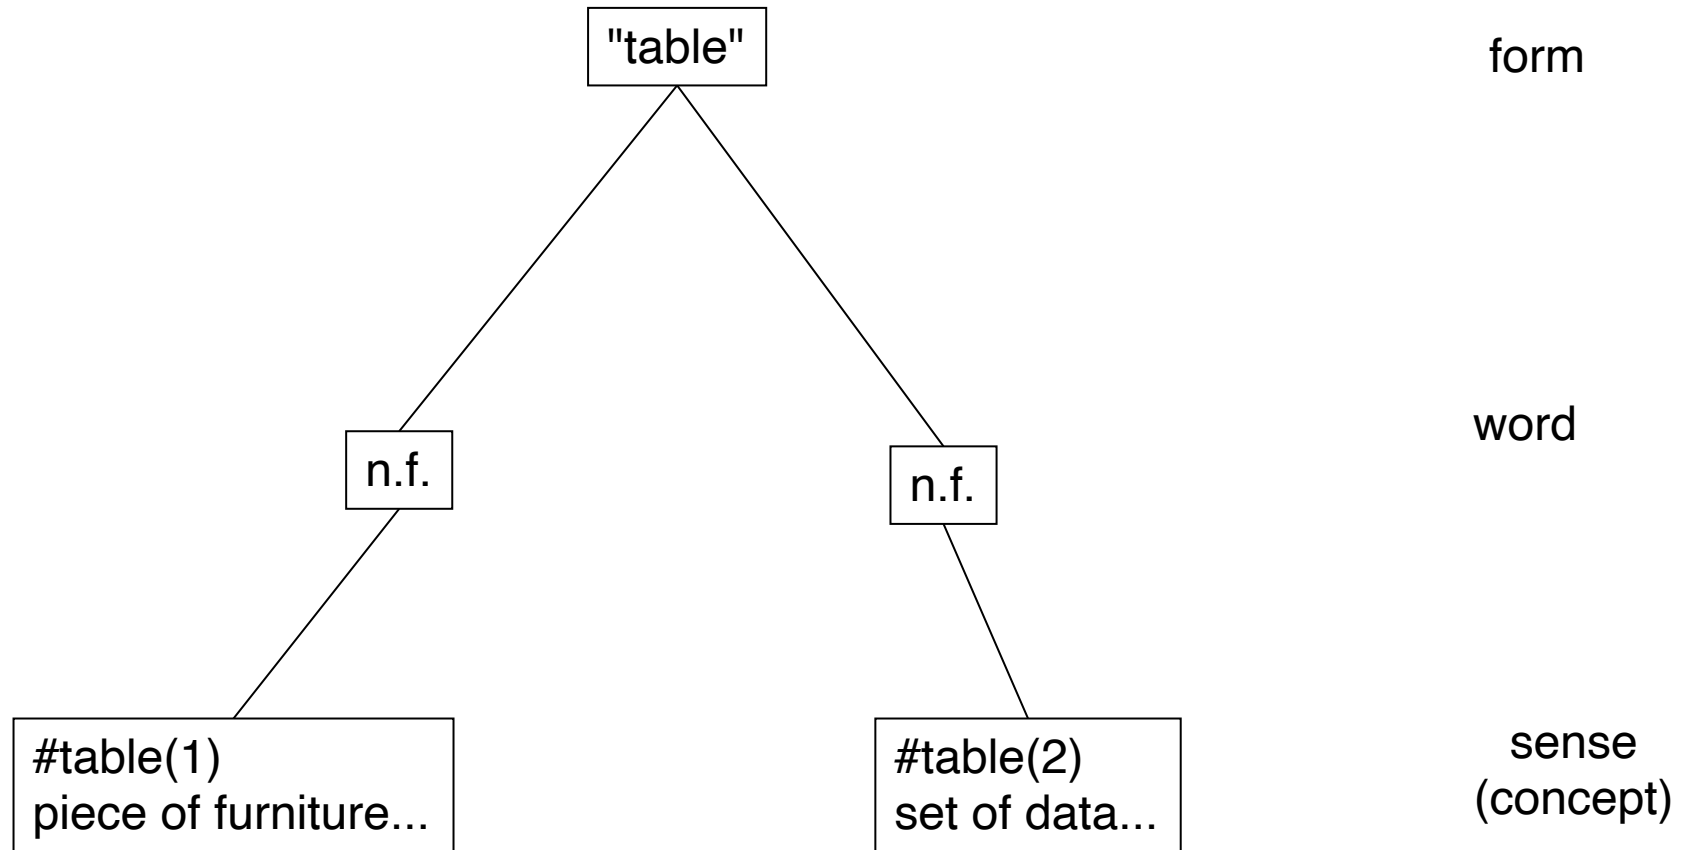 "table"
form
n.f.
n.f.
word
#table(1)
piece of furniture...
#table(2)
set of data...
sense
(concept)